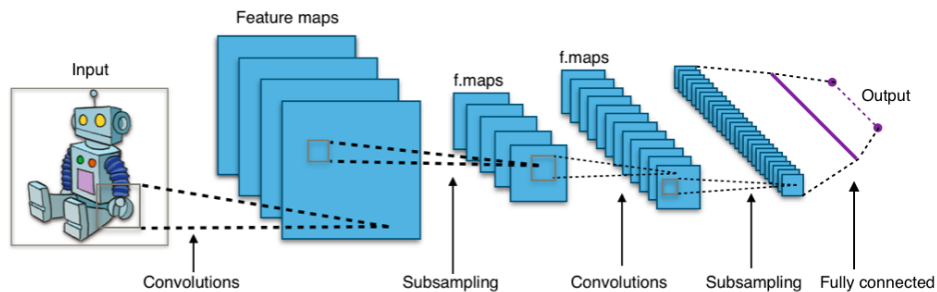 Feature maps
Input
f.maps
f.maps
Output
Convolutions
Subsampling
Convolutions
Subsampling
Fully connected